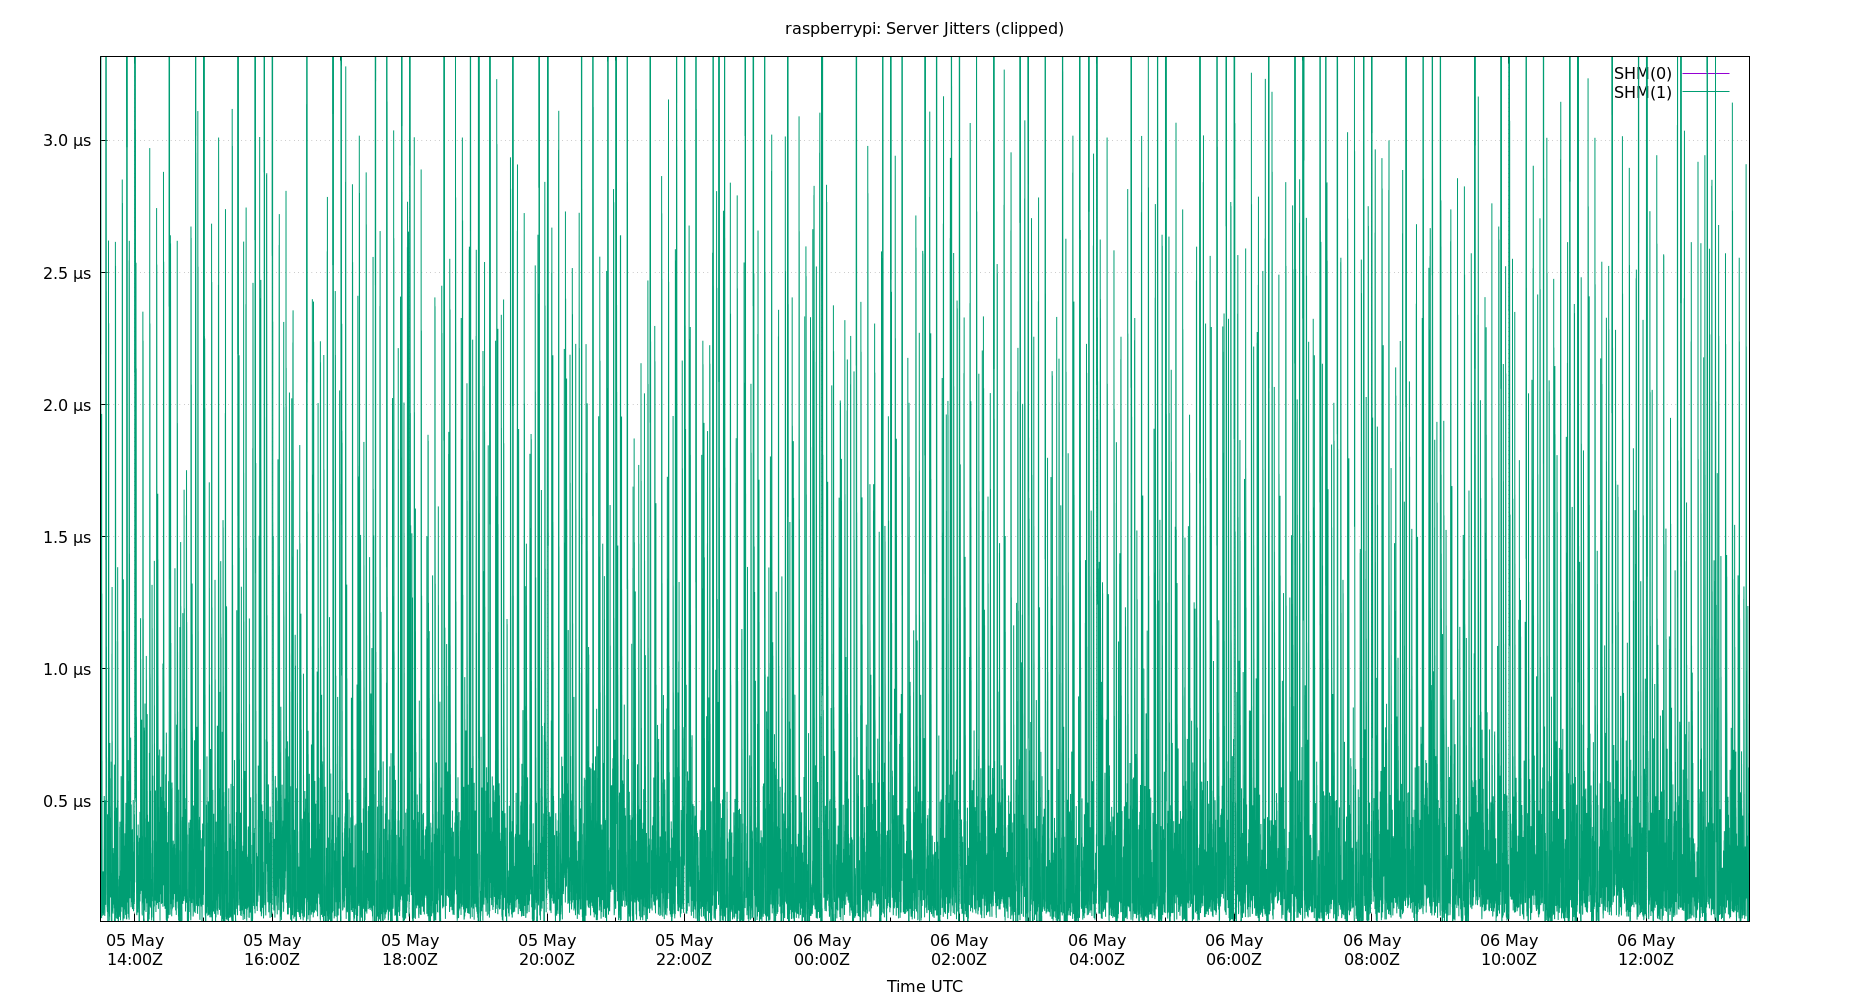 raspberrypi: Server Jitters (clipped)
SHM(0)
SHM(1)
3.0 µs
2.5 µs
2.0 µs
1.5 µs
1.0 µs
0.5 µs
05 May 05 May 05 May 05 May 05 May 06 May 06 May 06 May 06 May 06 May 06 May 06 May
14:00Z 16:00Z 18:00Z 20:00Z 22:00Z 00:00Z 02:00Z 04:00Z 06:00Z 08:00Z 10:00Z 12:00Z
Time UTC